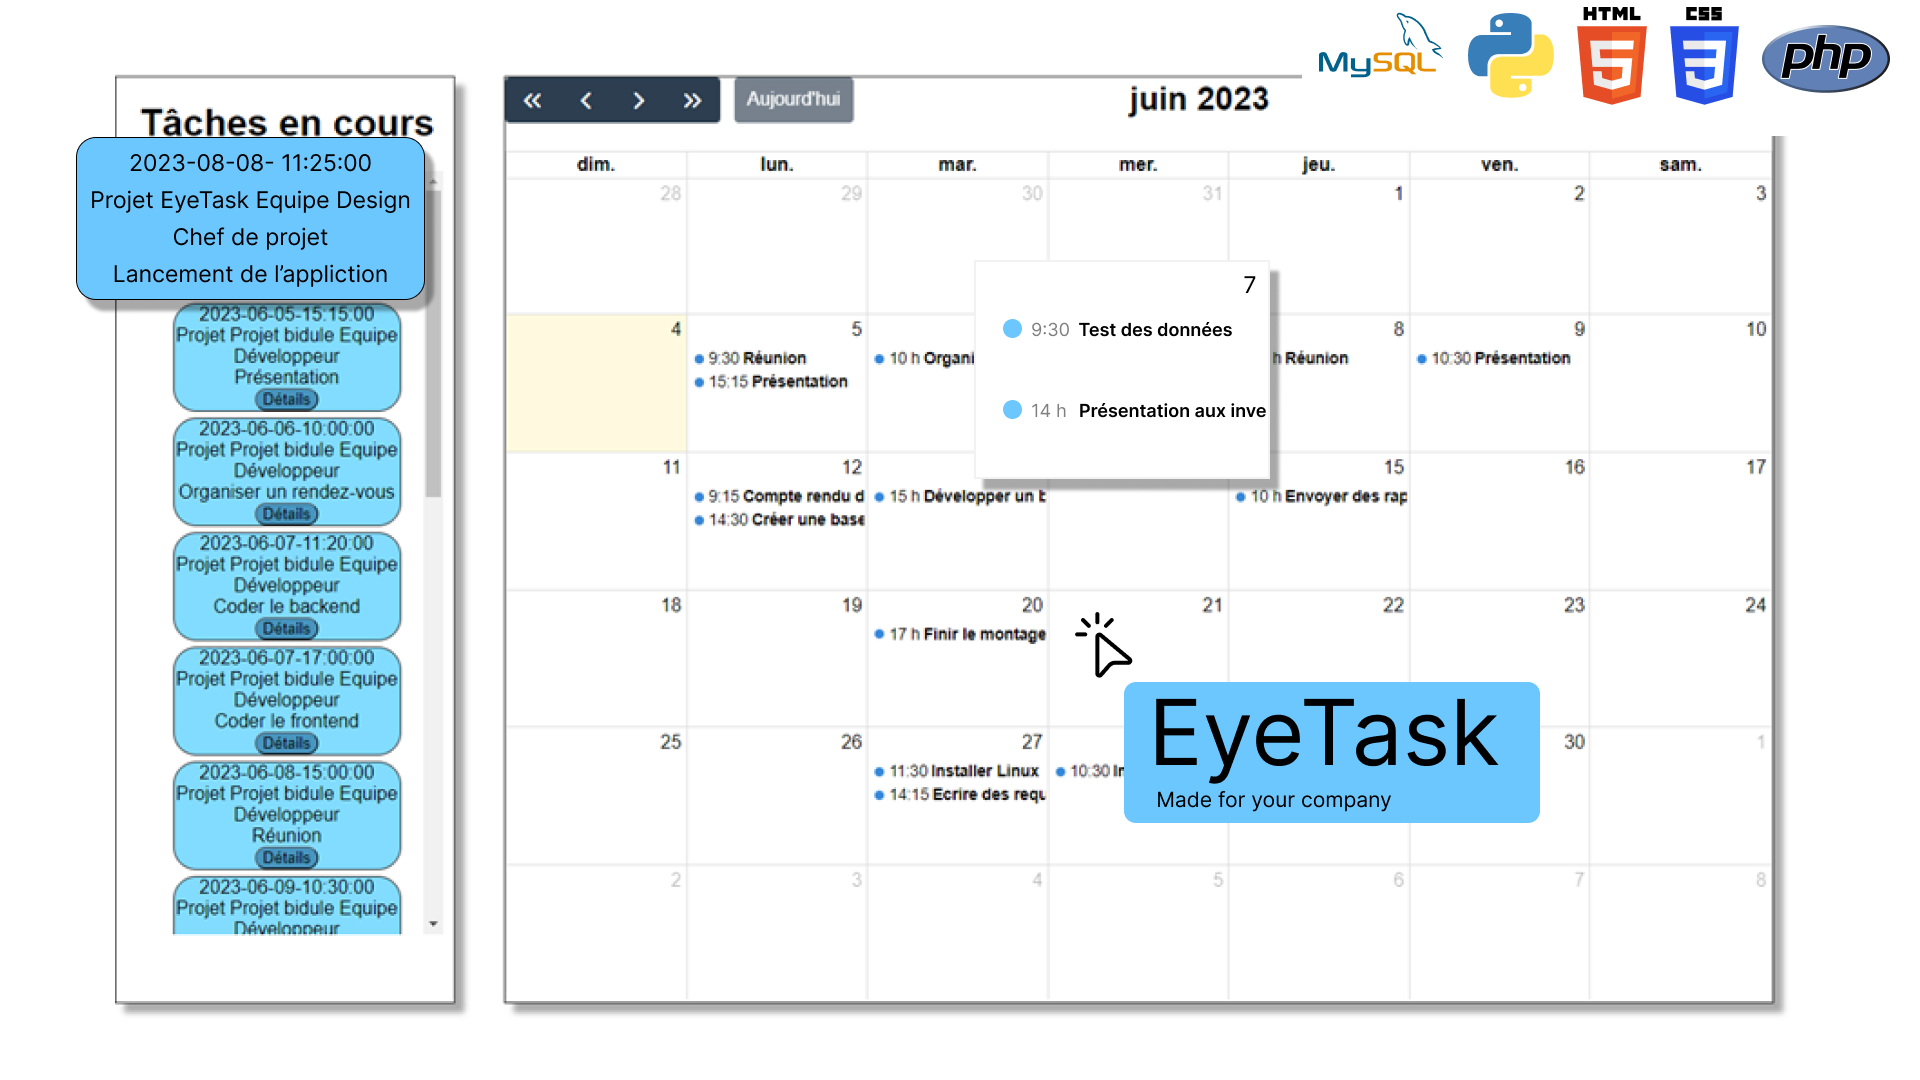 MySQL
HTML
5
CSS
3
php
Tâches en cours
2023-08-08- 11:25:00
Projet EyeTask Equipe Design
Chef de projet
Lancement de l'appliction
2023-06-05-15:15:00
Projet Projet bidule Equipe
Développeur
Présentation
Détails
2023-06-06-10:00:00
Projet Projet bidule Equipe
Développeur
Organiser un rendez-vous
Détails
2023-06-07-11:20:00
Projet Projet bidule Equipe
Développeur
Coder le backend
Détails
2023-06-07-17:00:00
Projet Projet bidule Equipe
Développeur
Coder le frontend
Détails
2023-06-08-15:00:00
Projet Projet bidule Equipe
Développeur
Réunion
Détails
2023-06-09-10:30:00
Projet Projet bidule Equipe
Développeur
Aujourd'hui
juin 2023
dim. lun. mar. mer. jeu. ven. sam.
28 29 30 31 1 2 3
4 5 8 9 10
9:30 Réunion
15:15 Présentation
10 h Organi
7
9:30 Test des données
14 h Présentation aux inve
h Réunion
10:30 Présentation
11 12 15 16 17
9:15 Compte rendu d
14:30 Créer une base
15 h Développer un b
10 h Envoyer des rap
18 19 20 21 22 23 24
17 h Finir le montage
25 26 27 30 1
11:30 Installer Linux
14:15 Ecrire des requ
10:30 In
EyeTask
Made for your company
2 3 4 5 6 7 8